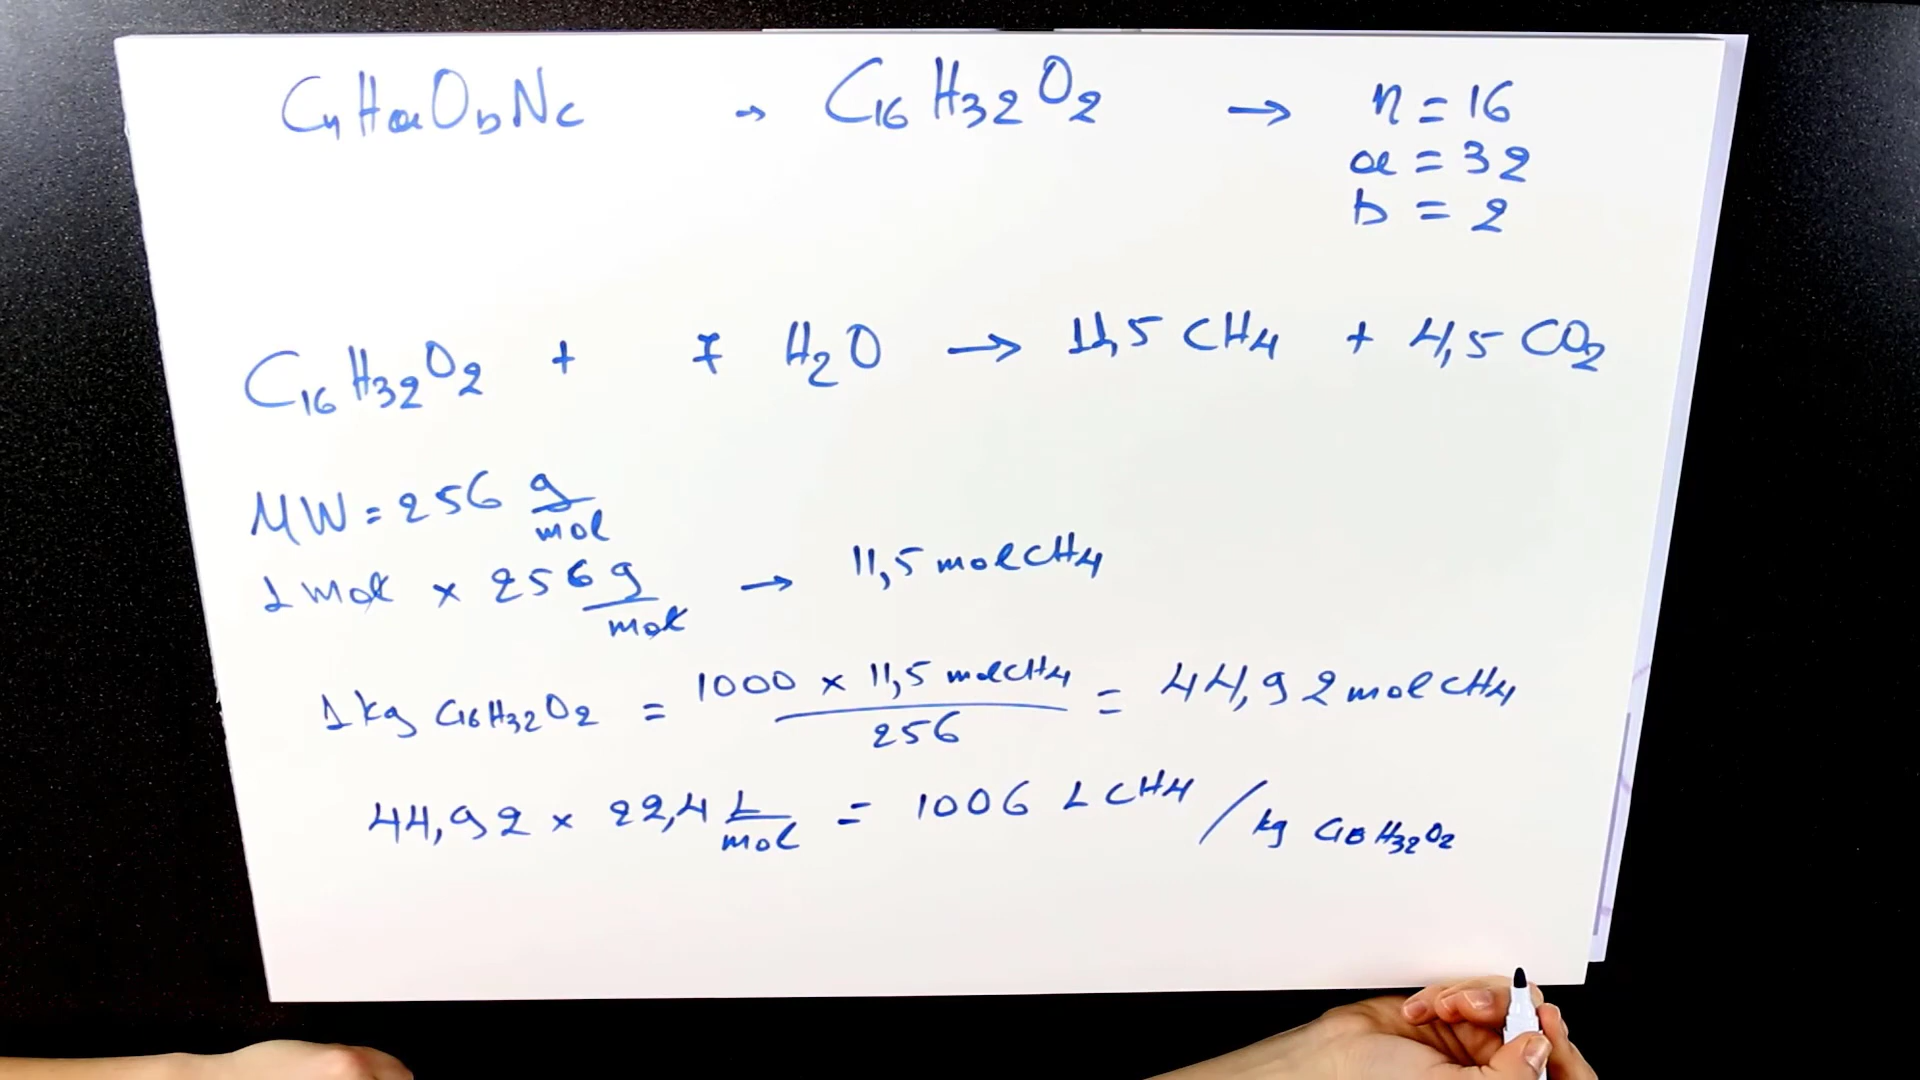 CnHaObNc → C16H32O2 → n = 16
a = 32
b = 2
C16H32O2 + 7 H2O → 11,5 CH4 + 4,5 CO2
MW = 256 g/mol
1 mol × 256 g/mol → 11,5 mol CH4
1 kg C16H32O2 = 1000 × 11,5 mol CH4 / 256 = 44,92 mol CH4
44,92 × 22,4 L/mol = 1006 L CH4 / kg C16H32O2